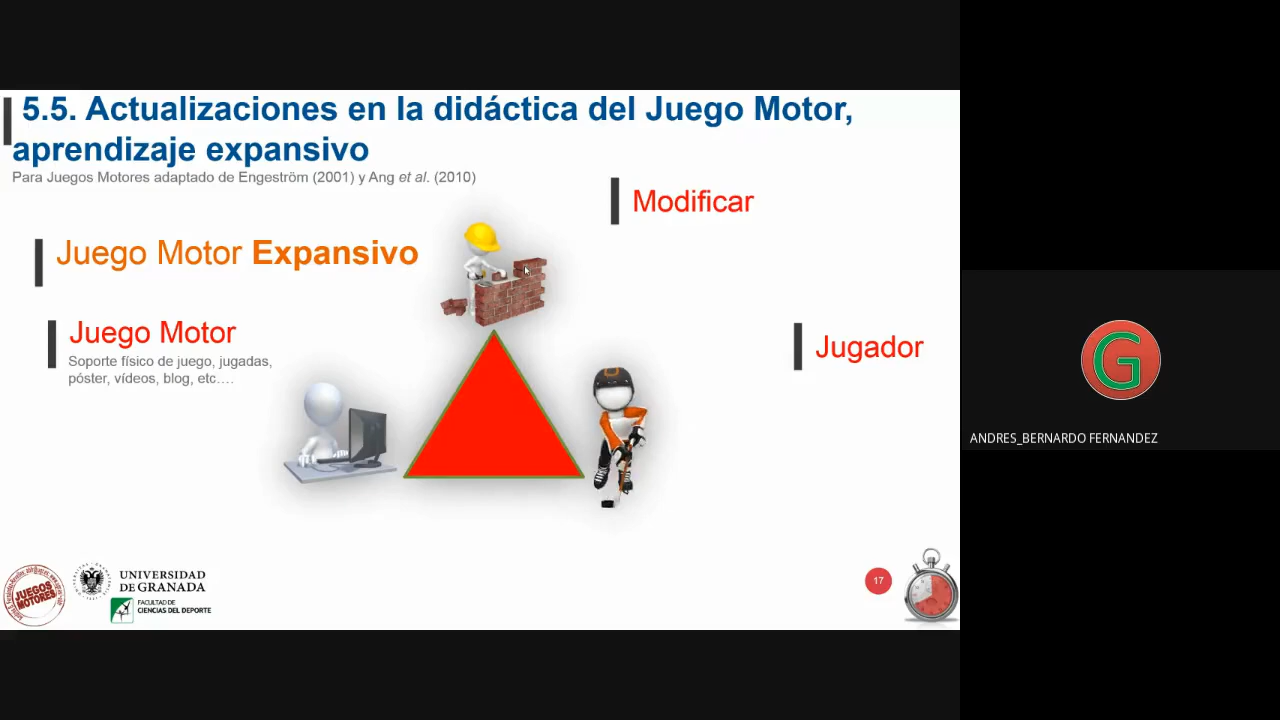 5.5. Actualizaciones en la didáctica del Juego Motor,
aprendizaje expansivo
Para Juegos Motores adaptado de Engeström (2001) y Ang et al. (2010)
Modificar
Juego Motor Expansivo
Juego Motor
Soporte físico de juego, jugadas,
póster, vídeos, blog, etc….
Jugador
G
ANDRES_BERNARDO FERNANDEZ
JUEGOS
MOTORES
UNIVERSIDAD
DE GRANADA
FACULTAD DE
CIENCIAS DEL DEPORTE
17